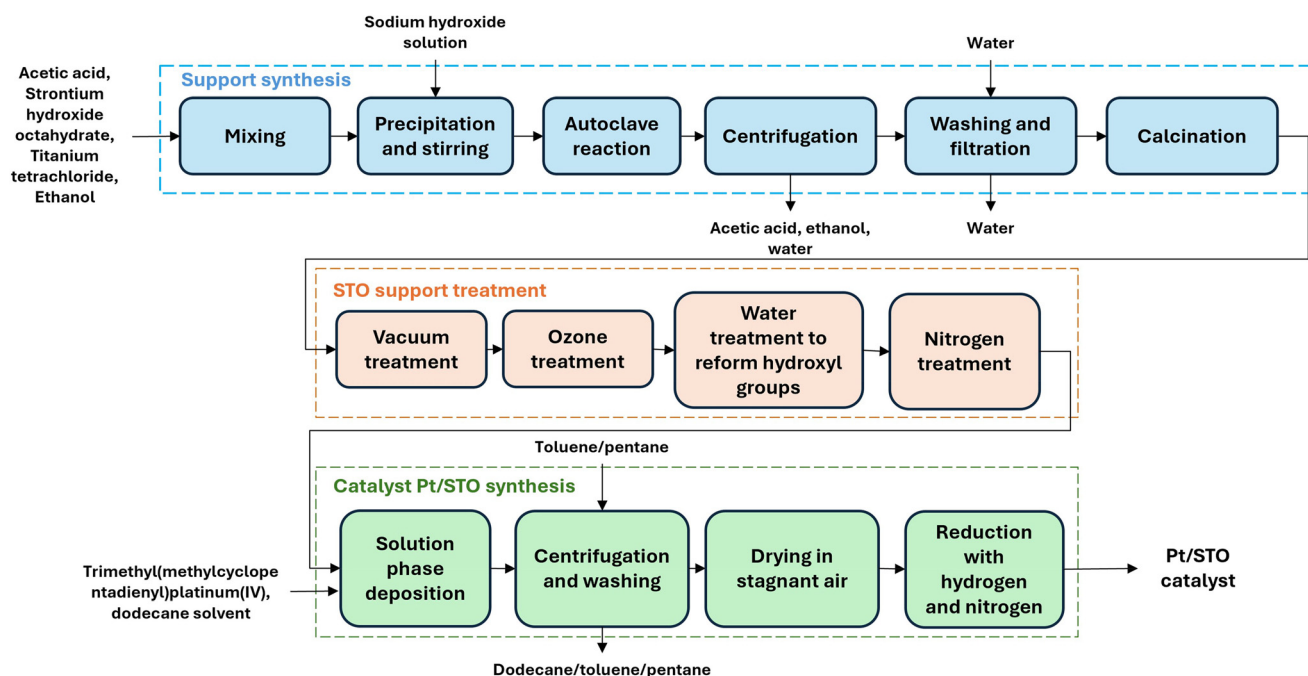 Sodium hydroxide
solution
Water
Acetic acid,
Strontium
hydroxide
octahydrate,
Titanium
tetrachloride,
Ethanol
Support synthesis
Mixing
Precipitation
and stirring
Autoclave
reaction
Centrifugation
Washing and
filtration
Calcination
Acetic acid, ethanol,
water
Water
STO support treatment
Vacuum
treatment
Ozone
treatment
Water
treatment to
reform hydroxyl
groups
Nitrogen
treatment
Toluene/pentane
Catalyst Pt/STO synthesis
Trimethyl(methylcyclope
ntadienyl)platinum(IV),
dodecane solvent
Solution
phase
deposition
Centrifugation
and washing
Drying in
stagnant air
Reduction
with
hydrogen
and nitrogen
Pt/STO
catalyst
Dodecane/toluene/pentane